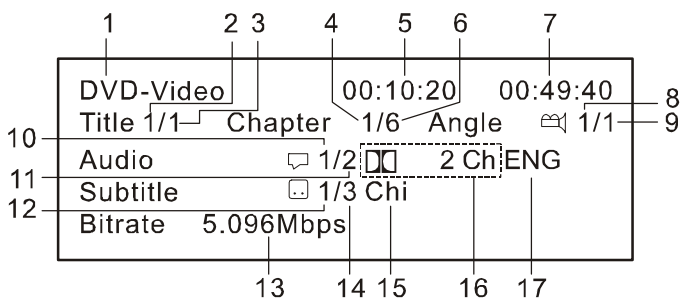 1 2 3 4 5 6 7
DVD-Video 00:10:20 00:49:40
8
Title 1/1 Chapter 1/6 Angle 1/1 9
10
Audio 1/2 2 Ch ENG
11
Subtitle 1/3 Chi
12
Bitrate 5.096Mbps
13 14 15 16 17